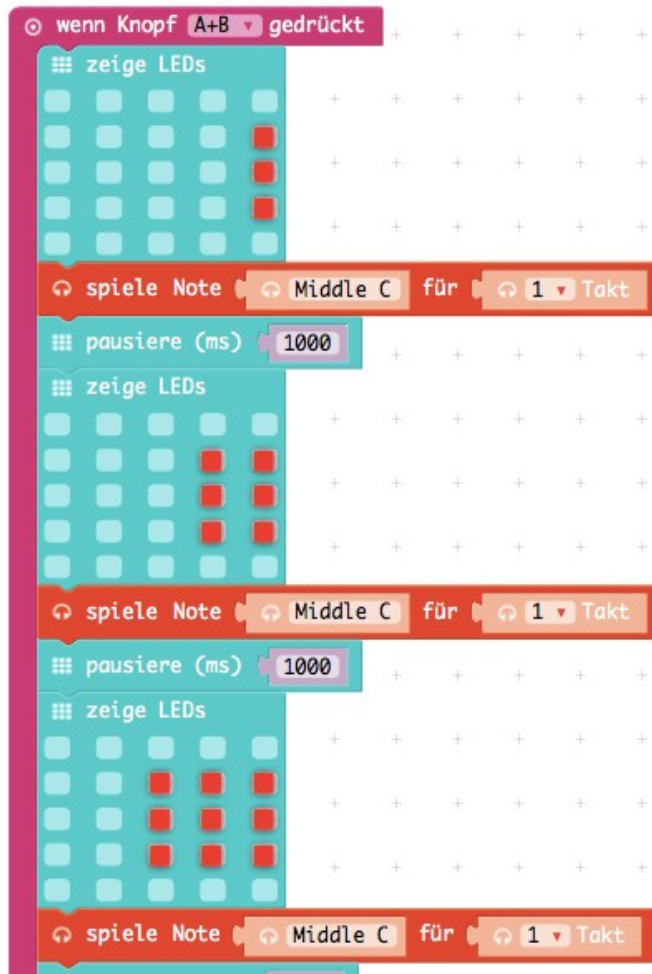 wenn Knopf A+B gedrückt
zeige LEDs
spiele Note Middle C für 1 Takt
pausiere (ms) 1000
zeige LEDs
spiele Note Middle C für 1 Takt
pausiere (ms) 1000
zeige LEDs
spiele Note Middle C für 1 Takt